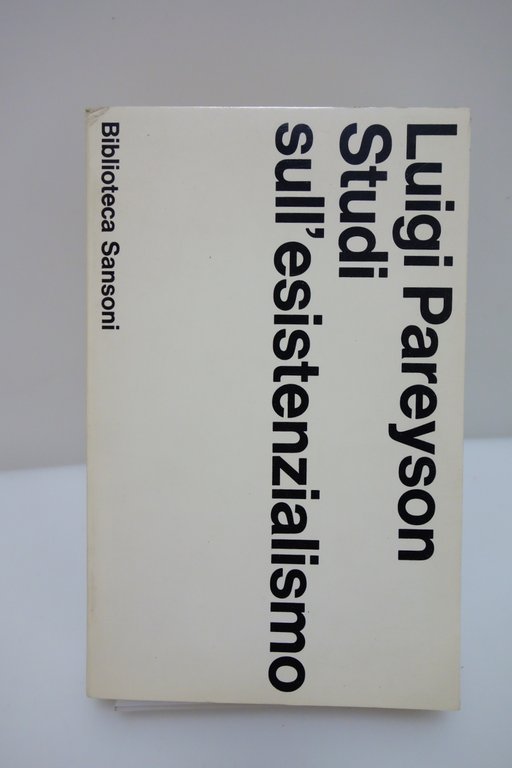 Luigi Pareyson
Studi
sull'esistenzialismo
Biblioteca Sansoni